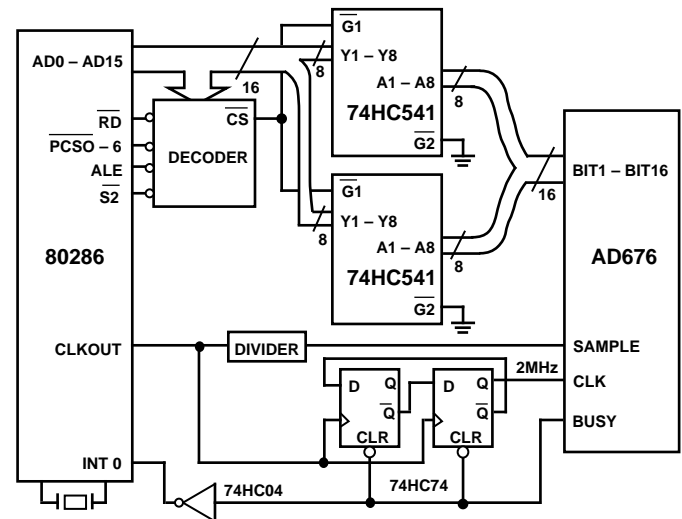 G1
AD0 – AD15
16
8
Y1 – Y8
A1 – A8
8
74HC541
G2
RD
PCSO – 6
ALE
S2
CS
DECODER
G1
Y1 – Y8
8
A1 – A8
8
74HC541
G2
BIT1 – BIT16
16
80286
AD676
CLKOUT
DIVIDER
SAMPLE
D
Q
Q
CLR
D
Q
Q
CLR
2MHz
CLK
BUSY
INT 0
74HC04
74HC74